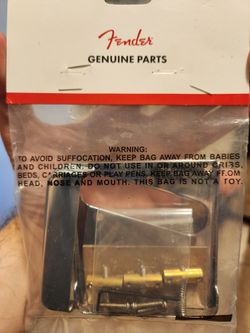 Fender
GENUINE PARTS
WARNING:
TO AVOID SUFFOCATION, KEEP BAG AWAY FROM BABIES
AND CHILDREN. DO NOT USE IN OR AROUND CRIBS,
BEDS, CARRIAGES OR PLAY PENS. KEEP BAG AWAY FROM
HEAD, NOSE AND MOUTH. THIS BAG IS NOT A TOY.